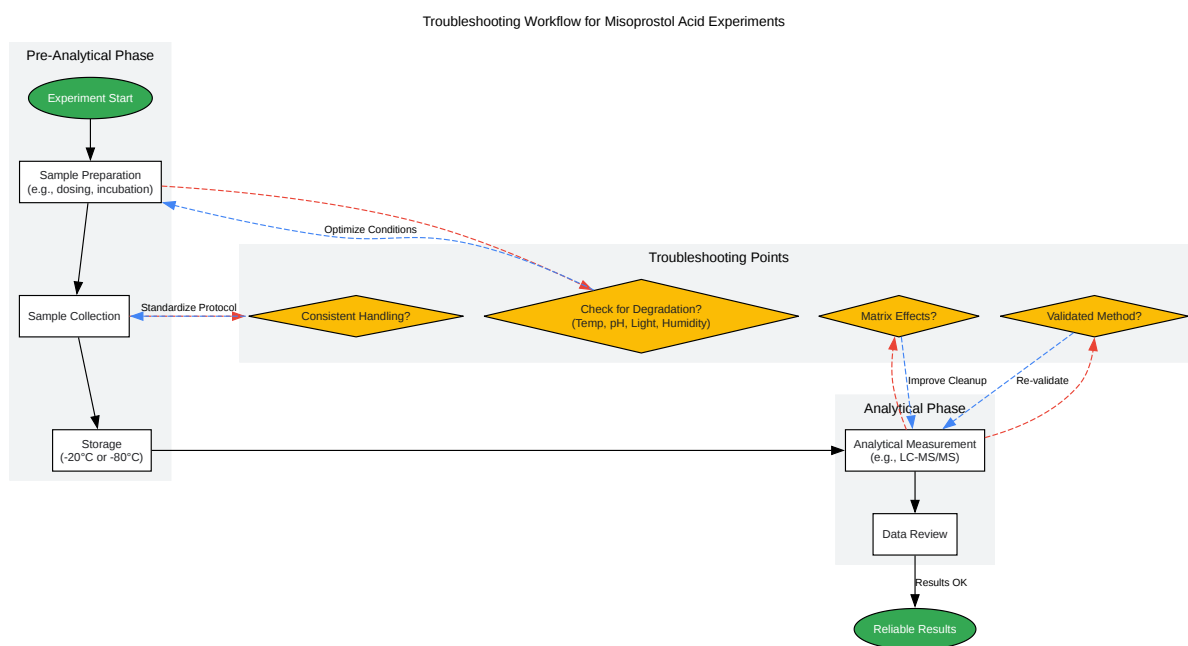 Troubleshooting Workflow for Misoprostol Acid Experiments
Pre-Analytical Phase
Experiment Start
Sample Preparation
(e.g., dosing, incubation)
Optimize Conditions
Troubleshooting Points
Sample Collection
Standardize Protocol
Consistent Handling?
Check for Degradation?
(Temp, pH, Light, Humidity)
Matrix Effects?
Validated Method?
Improve Cleanup
Re-validate
Analytical Phase
Storage
(-20°C or -80°C)
Analytical Measurement
(e.g., LC-MS/MS)
Data Review
Results OK
Reliable Results